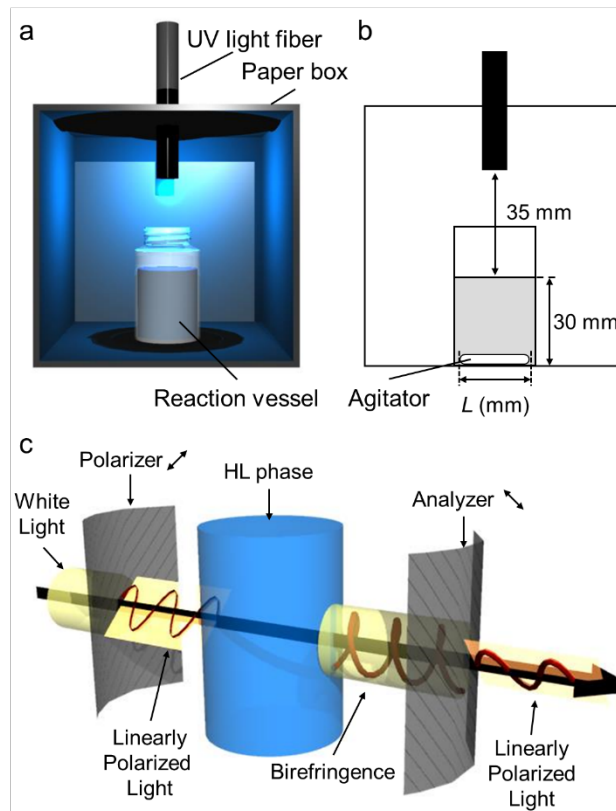 a
UV light fiber
Paper box
Reaction vessel
b
35 mm
30 mm
Agitator
L (mm)
c
Polarizer
HL phase
Analyzer
White
Light
Linearly
Polarized
Light
Birefringence
Linearly
Polarized
Light